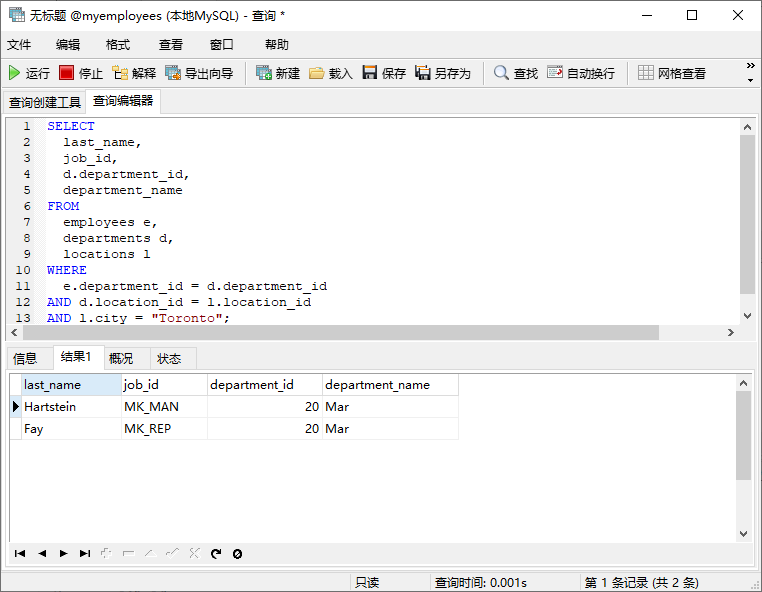 无标题 @myemployees (本地MySQL) - 查询 *
文件 编辑 格式 查看 窗口 帮助
运行 停止 解释 导出向导 新建 载入 保存 另存为 查找 自动换行 网格查看
查询创建工具 查询编辑器
1 SELECT
2 last_name,
3 job_id,
4 d.department_id,
5 department_name
6 FROM
7 employees e,
8 departments d,
9 locations l
10 WHERE
11 e.department_id = d.department_id
12 AND d.location_id = l.location_id
13 AND l.city = "Toronto";
信息 结果1 概况 状态
last_name job_id department_id department_name
Hartstein MK_MAN 20 Mar
Fay MK_REP 20 Mar
只读 查询时间: 0.001s 第 1 条记录 (共 2 条)